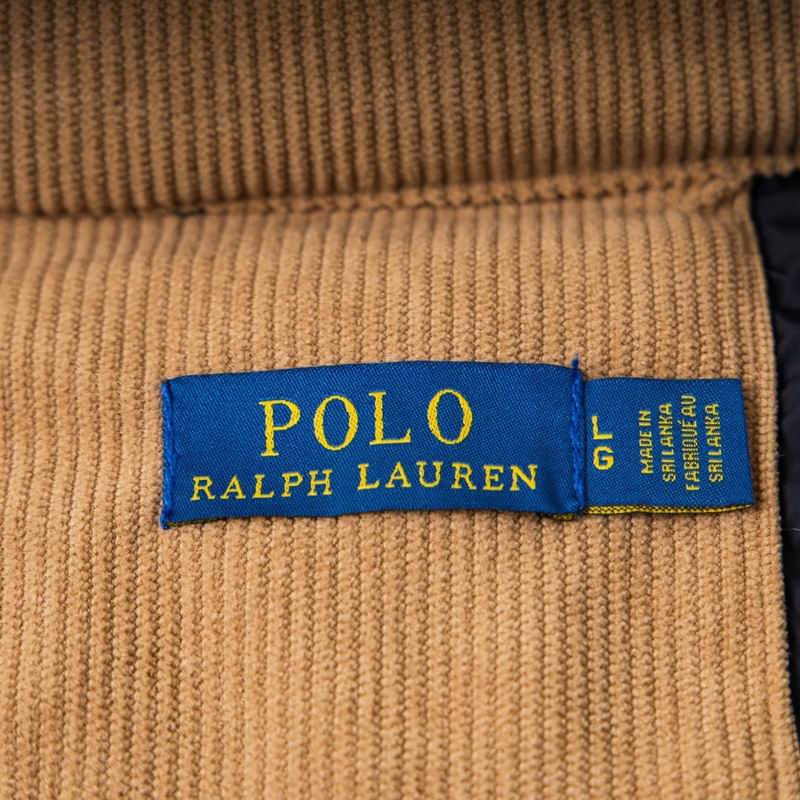 POLO
RALPH LAUREN
L
G
MADE IN
SRI LANKA
FABRIQUÉ AU
SRI LANKA